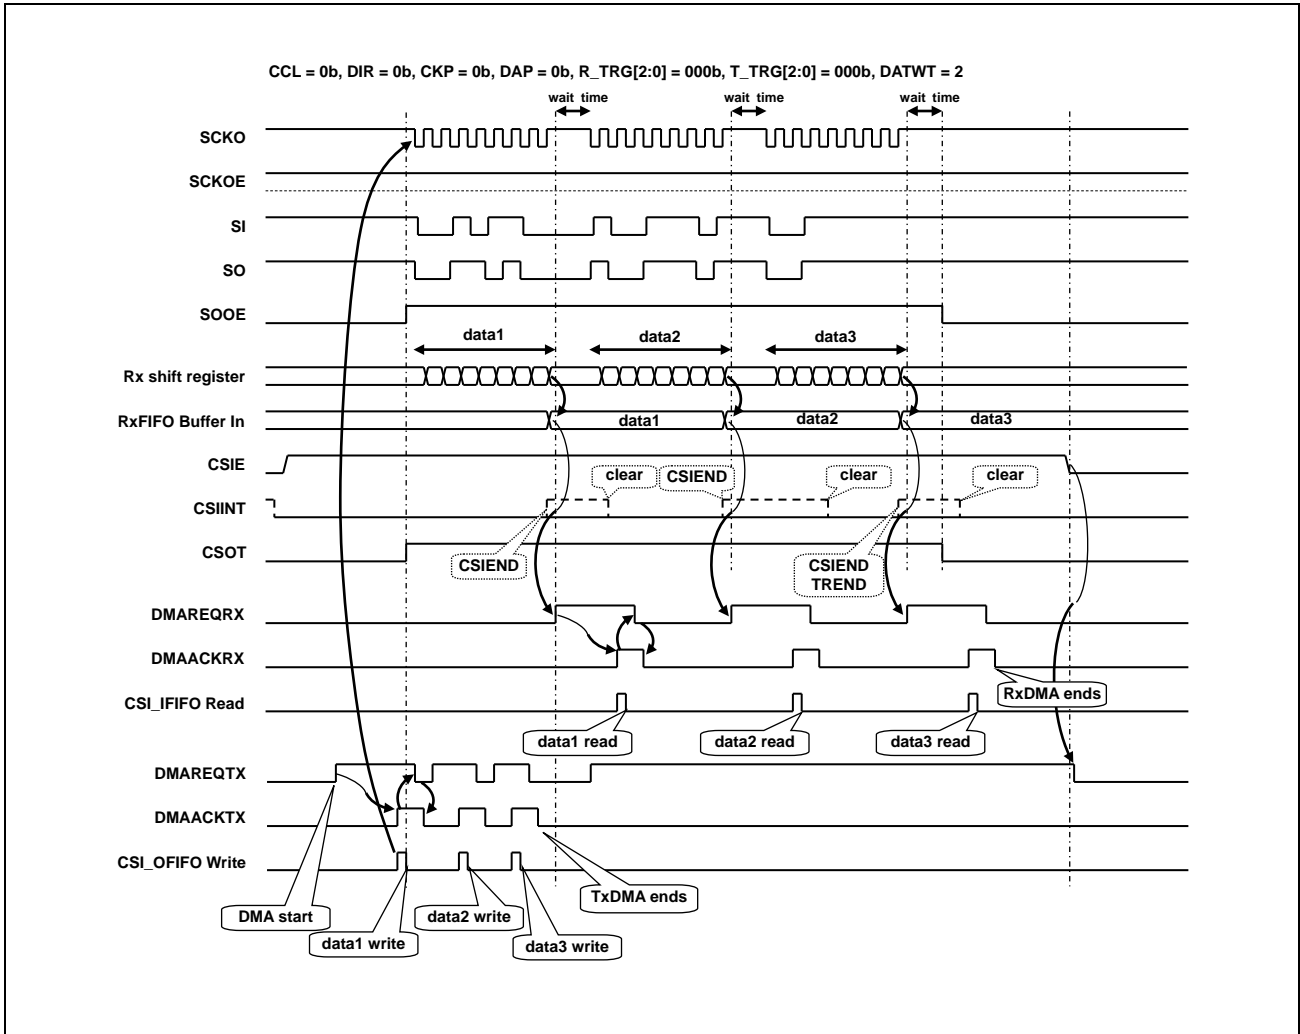 CCL = 0b, DIR = 0b, CKP = 0b, DAP = 0b, R_TRG[2:0] = 000b, T_TRG[2:0] = 000b, DATWT = 2
wait time wait time wait time
SCKO
SCKOE
SI
SO
SOOE
data1 data2 data3
Rx shift register
RxFIFO Buffer In data1 data2 data3
CSIE
clear CSIEND clear clear
CSIINT
CSOT
CSIEND CSIEND
TREND
DMAREQRX
DMAACKRX
RxDMA ends
CSI_IFIFO Read
data1 read data2 read data3 read
DMAREQTX
DMAACKTX
CSI_OFIFO Write
TxDMA ends
DMA start data2 write
data1 write data3 write